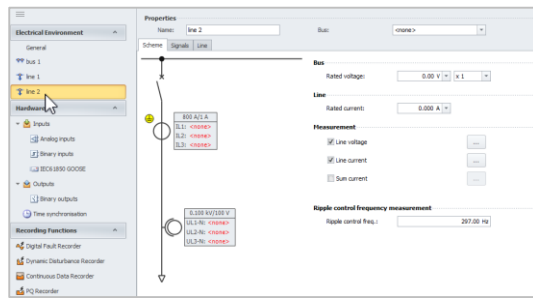 Properties
Name: line 2 Bus: <none>
Electrical Environment
General
bus 1
line 1
line 2
Hardware
Inputs
Analog inputs
Binary inputs
IEC61850 GOOSE
Outputs
Binary outputs
Time synchronisation
Recording Functions
Digital Fault Recorder
Dynamic Disturbance Recorder
Continuous Data Recorder
PQ Recorder
Scheme Signals Line
800 A/1 A
IL1: <none>
IL2: <none>
IL3: <none>
0.100 kV/100 V
UL1-N: <none>
UL2-N: <none>
UL3-N: <none>
Bus
Rated voltage: 0.00 V x 1
Line
Rated current: 0.000 A
Measurement
Line voltage ...
Line current ...
Sum current ...
Ripple control frequency measurement
Ripple control freq.: 297.00 Hz